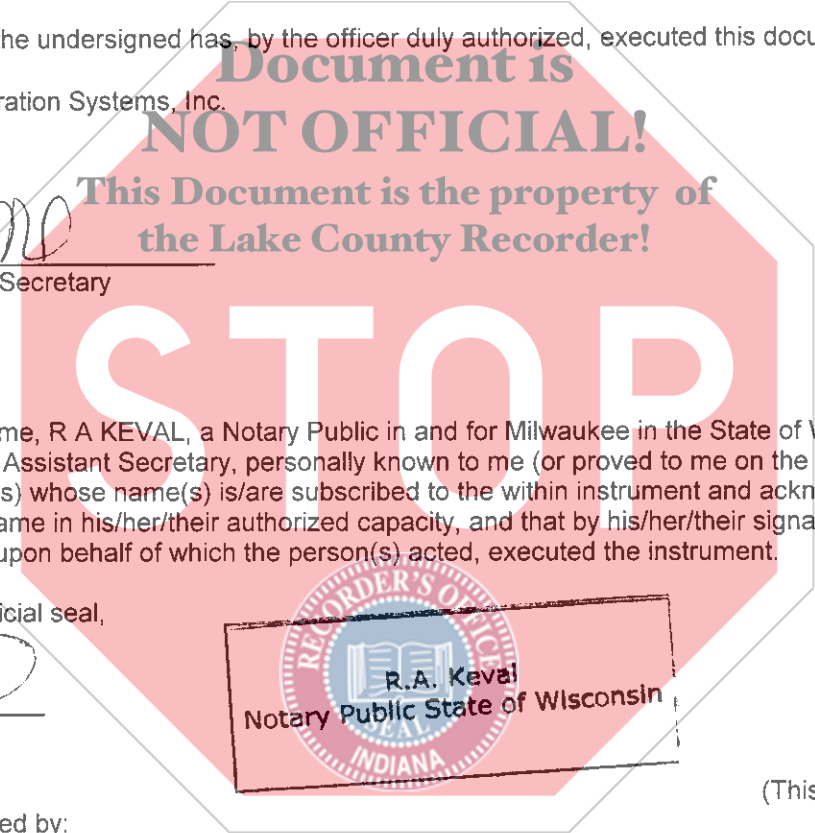 the undersigned has, by the officer duly authorized, executed this docu
Document is
ration Systems, Inc.
NOT OFFICIAL!
This Document is the property of
the Lake County Recorder!
Secretary
STOP
me, R A KEVAL, a Notary Public in and for Milwaukee in the State of W
Assistant Secretary, personally known to me (or proved to me on the
s) whose name(s) is/are subscribed to the within instrument and ackn
ame in his/her/their authorized capacity, and that by his/her/their signa
upon behalf of which the person(s) acted, executed the instrument.
icial seal,
RECORDER'S OFFICE
SEAL
INDIANA
R.A. Keval
Notary Public State of Wisconsin
(This
ed by: